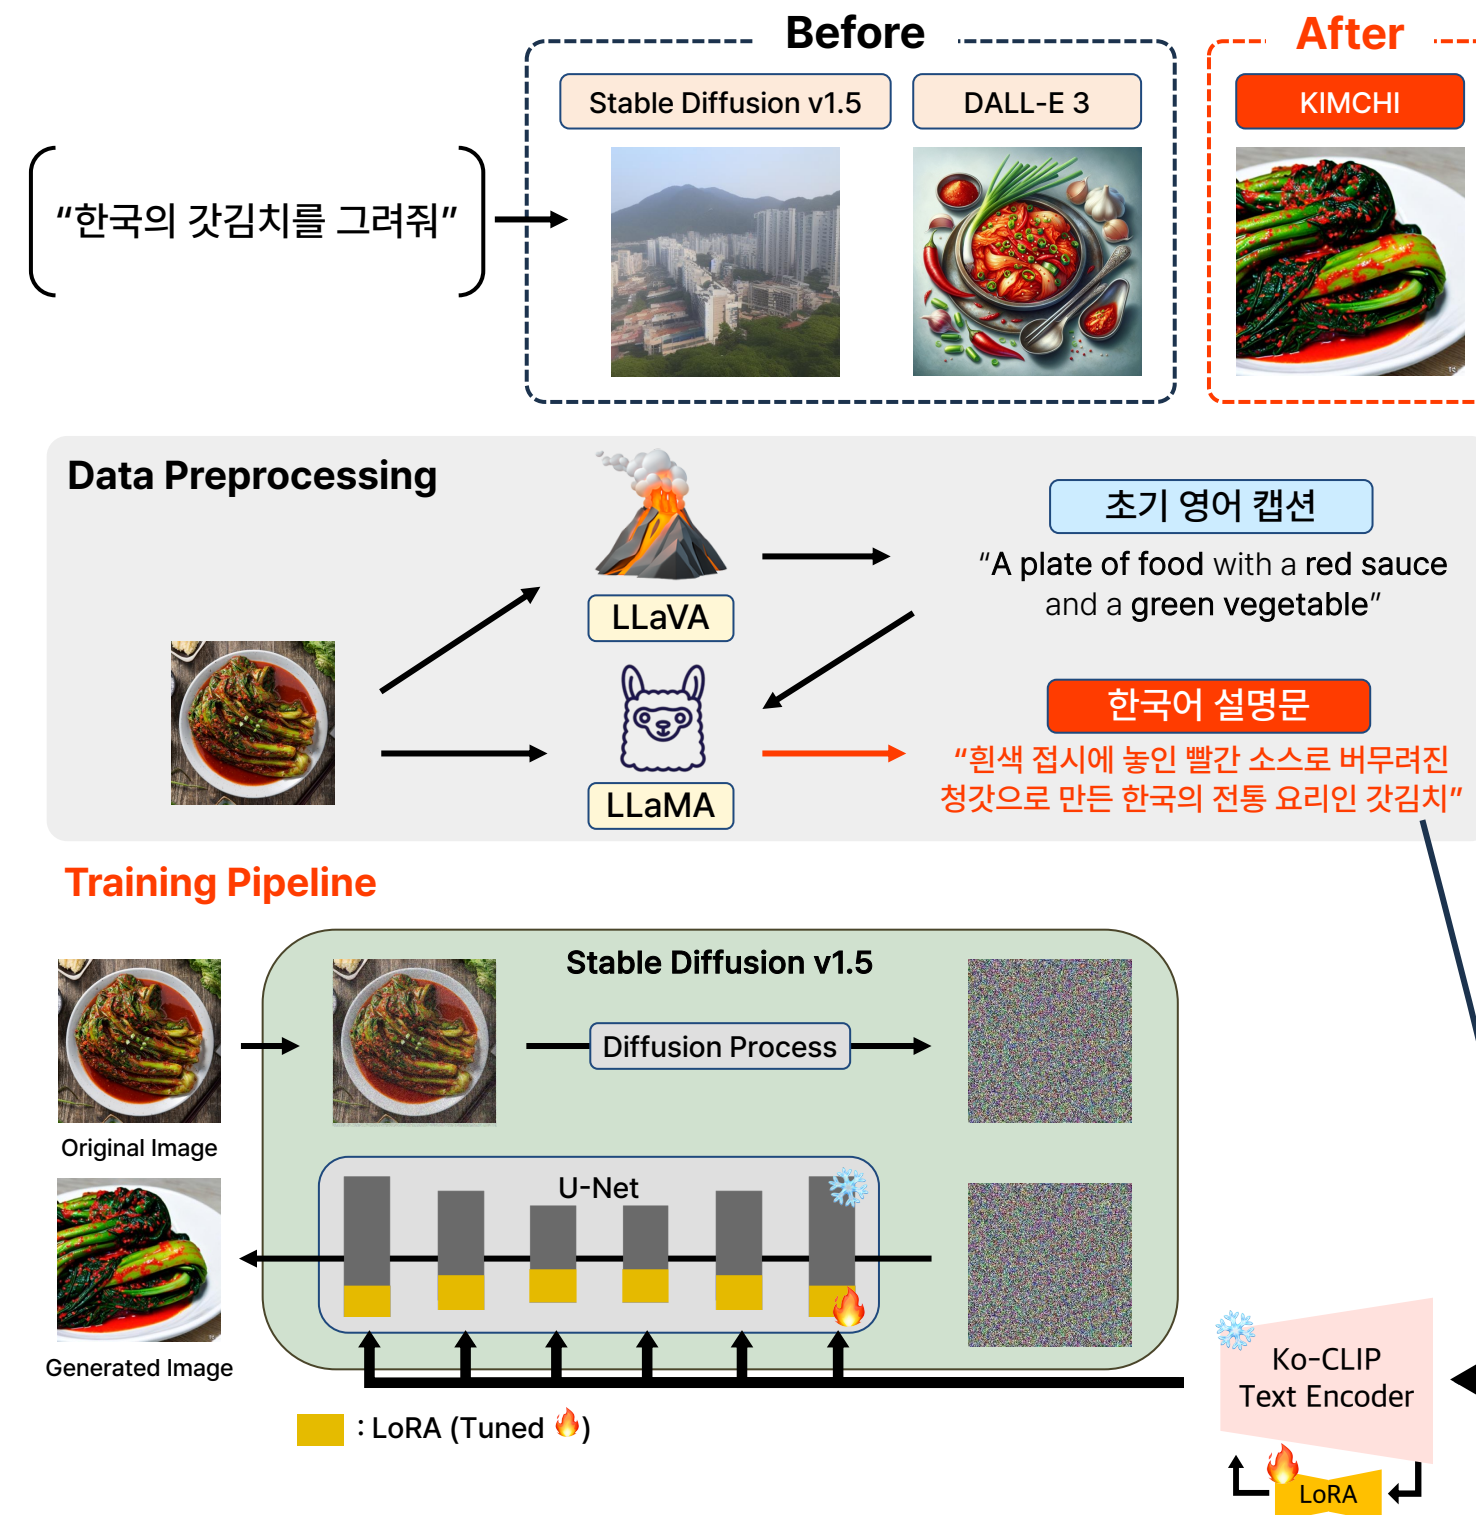 Before
After
Stable Diffusion v1.5
DALL-E 3
KIMCHI
“한국의 갓김치를 그려줘”
Data Preprocessing
초기 영어 캡션
“A plate of food with a red sauce
and a green vegetable”
LLaVA
한국어 설명문
“흰색 접시에 놓인 빨간 소스로 버무려진
청갓으로 만든 한국의 전통 요리인 갓김치”
LLaMA
Training Pipeline
Stable Diffusion v1.5
Diffusion Process
Original Image
U-Net
Generated Image
Ko-CLIP
Text Encoder
: LoRA (Tuned 🔥)
LoRA